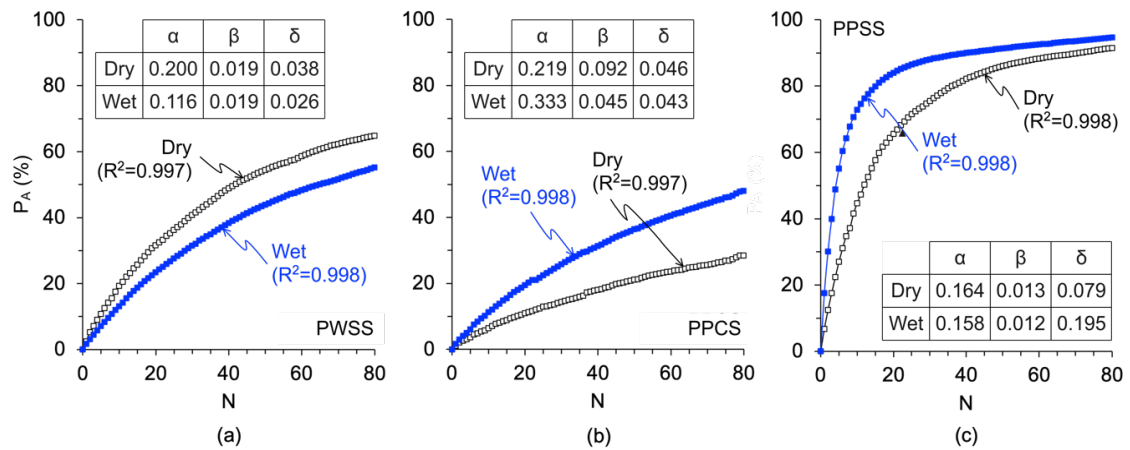 100
80
60
40
20
0
P_A (%)
α β δ
Dry 0.200 0.019 0.038
Wet 0.116 0.019 0.026
Dry
(R²=0.997)
Wet
(R²=0.998)
PWSS
0 20 40 60 80
N
(a)
100
80
60
40
20
0
α β δ
Dry 0.219 0.092 0.046
Wet 0.333 0.045 0.043
Wet
(R²=0.998)
Dry
(R²=0.997)
PPCS
0 20 40 60 80
N
(b)
100
80
60
40
20
0
PPSS
Dry
(R²=0.998)
Wet
(R²=0.998)
α β δ
Dry 0.164 0.013 0.079
Wet 0.158 0.012 0.195
0 20 40 60 80
N
(c)